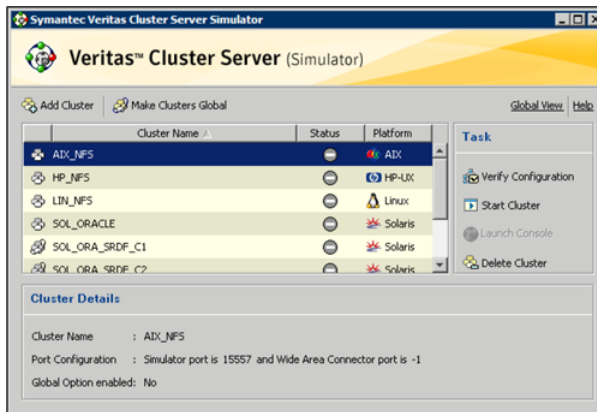 Symantec Veritas Cluster Server Simulator
Veritas™ Cluster Server (Simulator)
Add Cluster Make Clusters Global Global View Help
Cluster Name Status Platform
AIX_NFS AIX
HP_NFS HP-UX
LIN_NFS Linux
SOL_ORACLE Solaris
SOL_ORA_SRDF_C1 Solaris
SOL_ORA_SRDF_C2 Solaris
Task
Verify Configuration
Start Cluster
Launch Console
Delete Cluster
Cluster Details
Cluster Name : AIX_NFS
Port Configuration : Simulator port is 15557 and Wide Area Connector port is -1
Global Option enabled: No